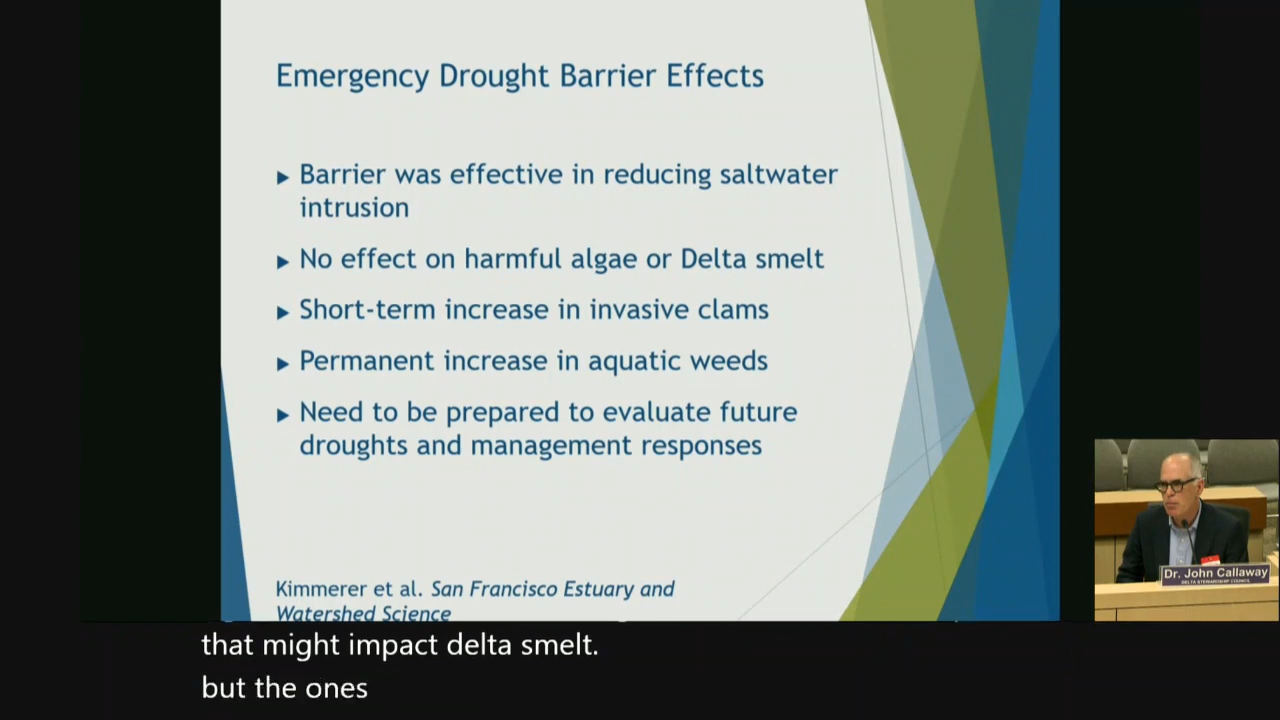 Emergency Drought Barrier Effects
Barrier was effective in reducing saltwater
intrusion
No effect on harmful algae or Delta smelt
Short-term increase in invasive clams
Permanent increase in aquatic weeds
Need to be prepared to evaluate future
droughts and management responses
Kimmerer et al. San Francisco Estuary and
Watershed Science
Dr. John Callaway
DELTA STEWARDSHIP COUNCIL
that might impact delta smelt.
but the ones